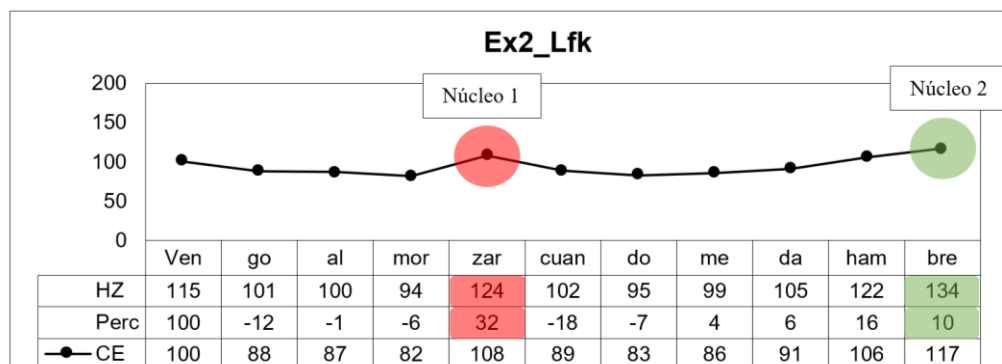 Ex2_Lfk
Núcleo 1
Núcleo 2
200
150
100
50
0
Ven go al mor zar cuan do me da ham bre
HZ 115 101 100 94 124 102 95 99 105 122 134
Perc 100 -12 -1 -6 32 -18 -7 4 6 16 10
CE 100 88 87 82 108 89 83 86 91 106 117